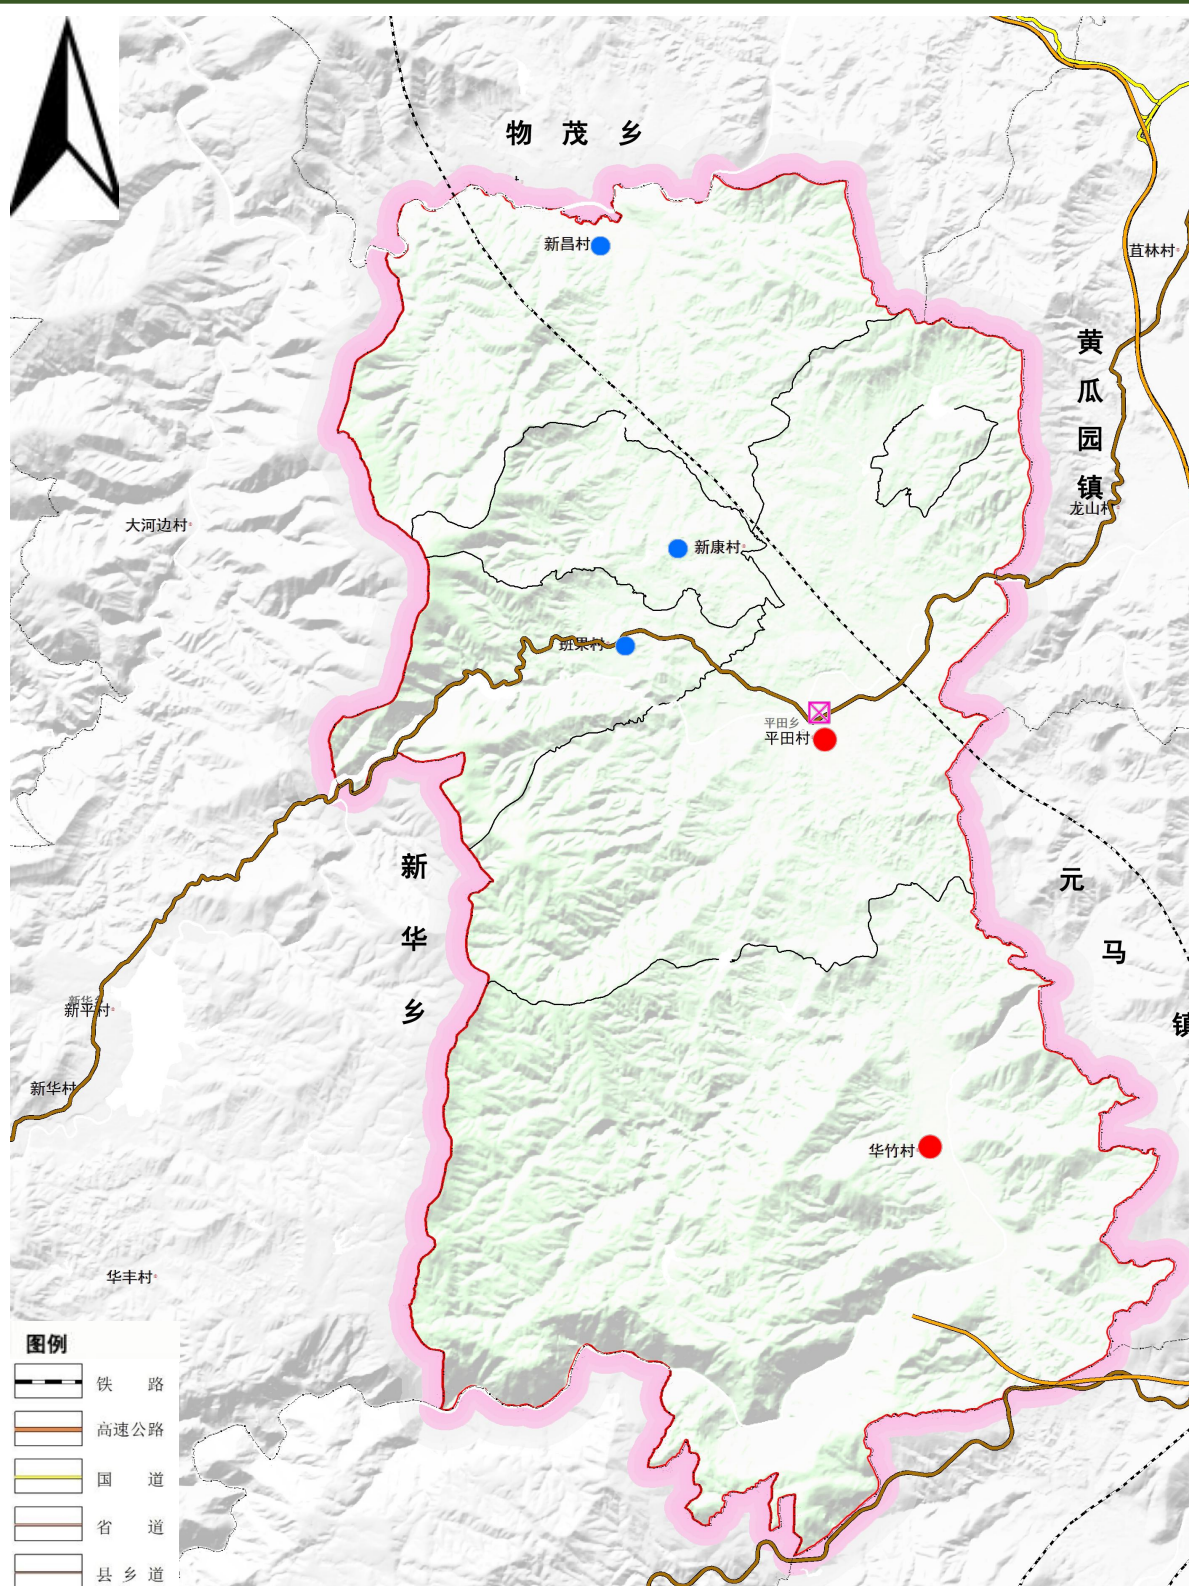 物茂乡
新昌村
苴林村
黄瓜园镇
龙山村
大河边村
新康村
班果村
平田乡
平田村
新华乡
元马镇
新华乡
新平村
新华村
华竹村
华丰村
图例
铁 路
高速公路
国 道
省 道
县 乡 道